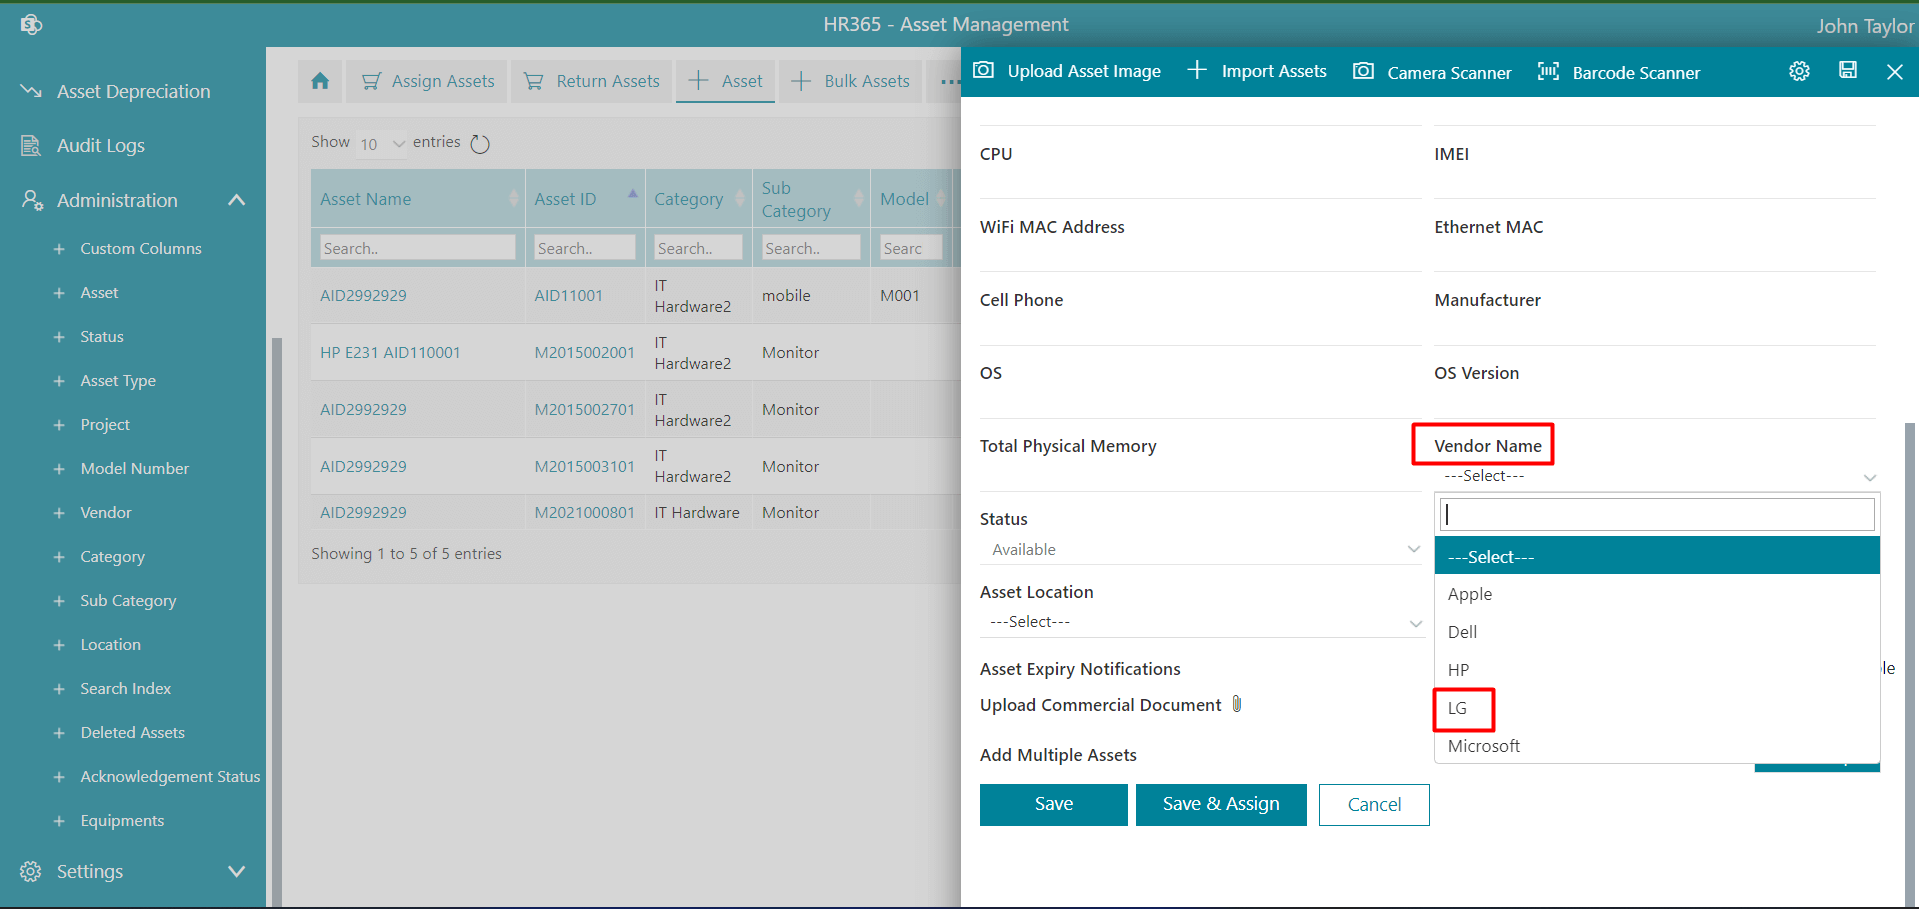 HR365 - Asset Management
John Taylor
Asset Depreciation
Audit Logs
Administration
Custom Columns
Asset
Status
Asset Type
Project
Model Number
Vendor
Category
Sub Category
Location
Search Index
Deleted Assets
Acknowledgement Status
Equipments
Settings
Assign Assets
Return Assets
Asset
Bulk Assets
Show 10 entries
Asset Name
Asset ID
Category
Sub
Category
Model
Search..
Search..
Search..
Search..
Searc
AID2992929 AID11001 IT
Hardware2 mobile M001
HP E231 AID110001 M2015002001 IT
Hardware2 Monitor
AID2992929 M2015002701 IT
Hardware2 Monitor
AID2992929 M2015003101 IT
Hardware2 Monitor
AID2992929 M2021000801 IT Hardware Monitor
Showing 1 to 5 of 5 entries
Upload Asset Image
Import Assets
Camera Scanner
Barcode Scanner
CPU
IMEI
WiFi MAC Address
Ethernet MAC
Cell Phone
Manufacturer
OS
OS Version
Total Physical Memory
Vendor Name
---Select---
Status
Available
---Select---
Apple
Dell
HP
LG
Microsoft
Asset Location
---Select---
Asset Expiry Notifications
Upload Commercial Document
Add Multiple Assets
Save
Save & Assign
Cancel